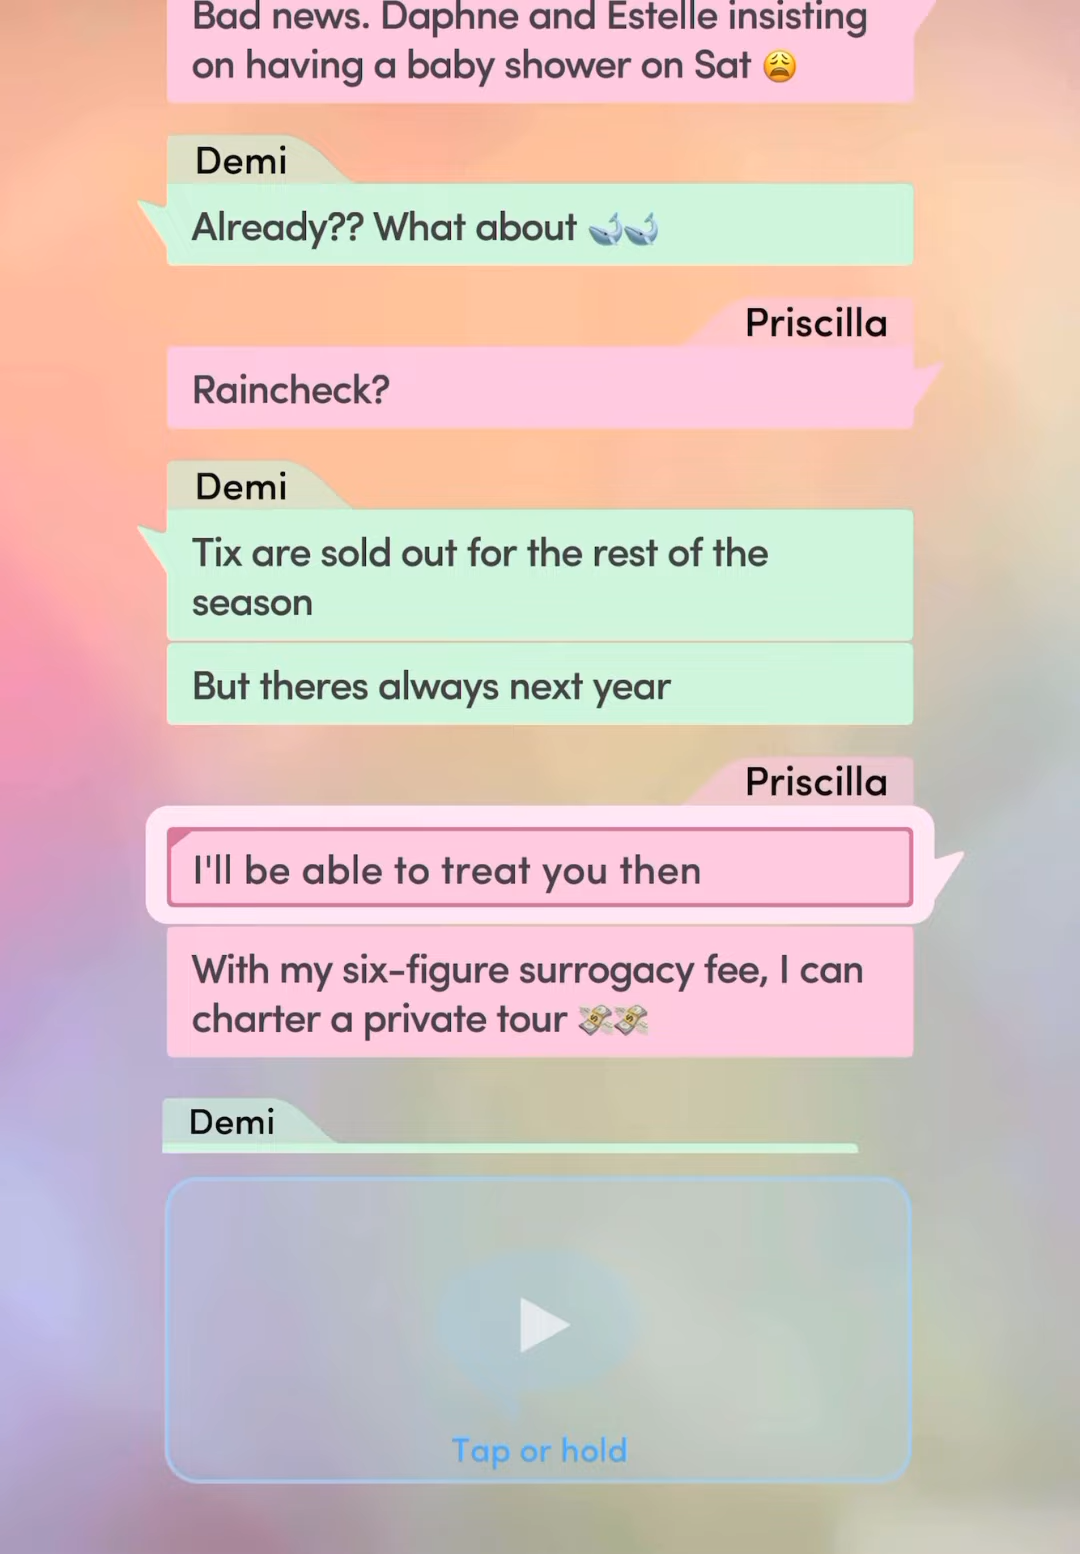 Bad news. Daphne and Estelle insisting
on having a baby shower on Sat 😩
Demi
Already?? What about 🐳🐳
Priscilla
Raincheck?
Demi
Tix are sold out for the rest of the
season
But theres always next year
Priscilla
I'll be able to treat you then
With my six-figure surrogacy fee, I can
charter a private tour 💸💸
Demi
Tap or hold